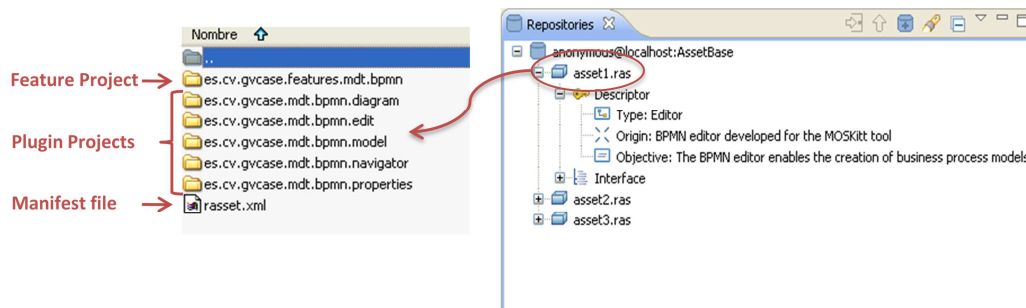 Nombre
..
Feature Project
es.cv.gvcase.features.mdt.bpmn
Plugin Projects
es.cv.gvcase.mdt.bpmn.diagram
es.cv.gvcase.mdt.bpmn.edit
es.cv.gvcase.mdt.bpmn.model
es.cv.gvcase.mdt.bpmn.navigator
es.cv.gvcase.mdt.bpmn.properties
Manifest file
rasset.xml
Repositories
anonymous@localhost:AssetBase
asset1.ras
Descriptor
Type: Editor
Origin: BPMN editor developed for the MOSKitt tool
Objective: The BPMN editor enables the creation of business process models
Interface
asset2.ras
asset3.ras